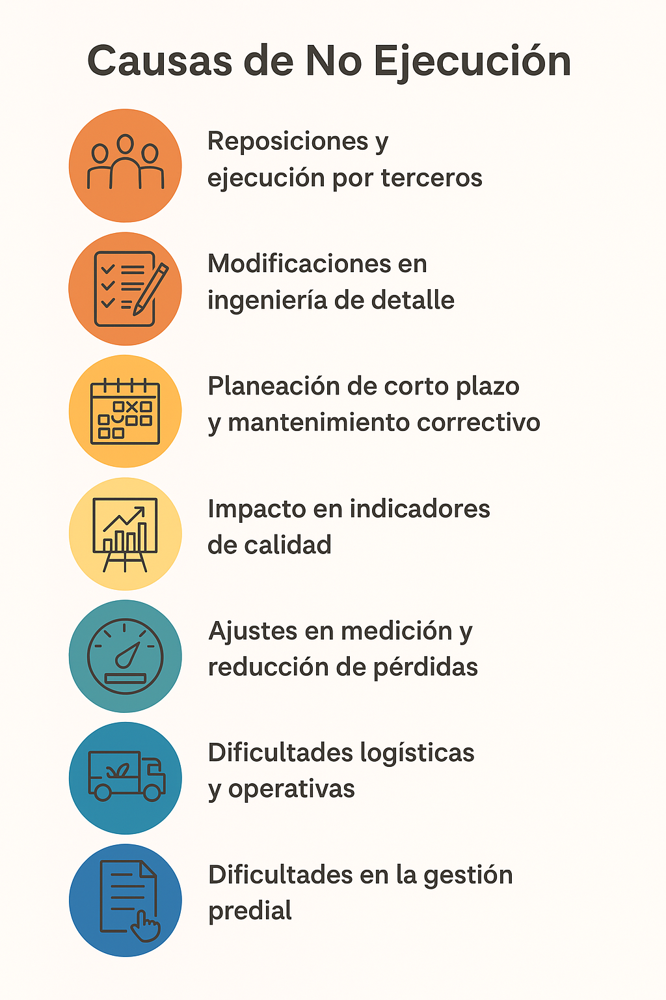 Causas de No Ejecución
Reposiciones y
ejecución por terceros
Modificaciones en
ingeniería de detalle
Planeación de corto plazo
y mantenimiento correctivo
Impacto en indicadores
de calidad
Ajustes en medición y
reducción de pérdidas
Dificultades logísticas
y operativas
Dificultades en la gestión
predial